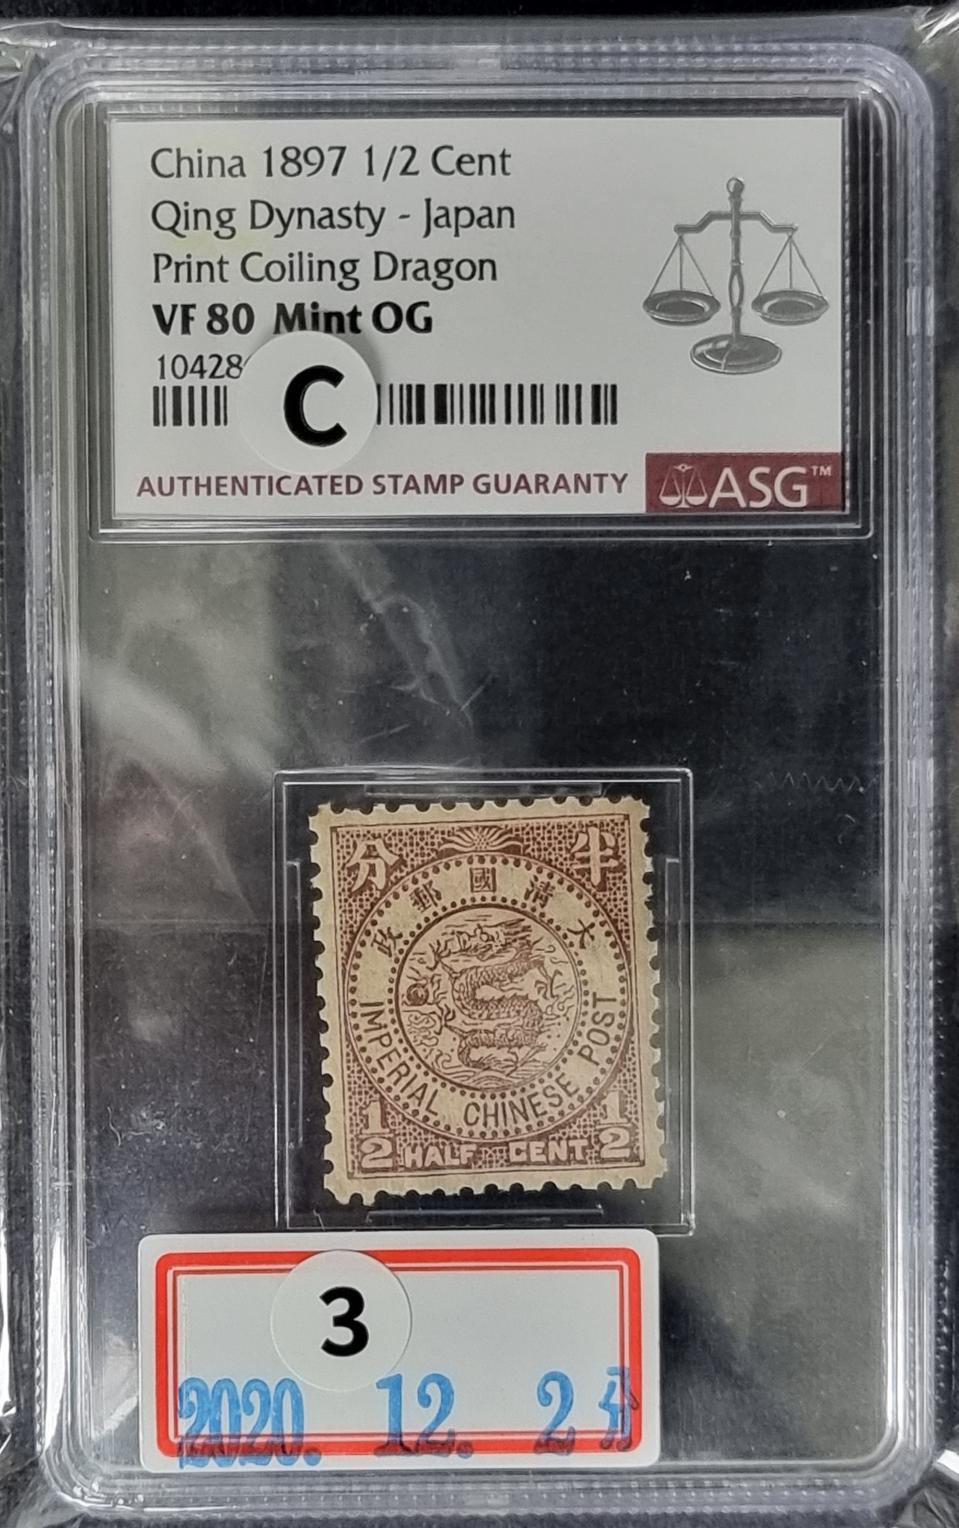 China 1897 1/2 Cent
Qing Dynasty - Japan
Print Coiling Dragon
VF 80 Mint OG
10428
C
AUTHENTICATED STAMP GUARANTY
ASG™
分 半
政郵國清大
IMPERIAL CHINESE POST
1/2 HALF CENT 1/2
3
2020. 12. 2分